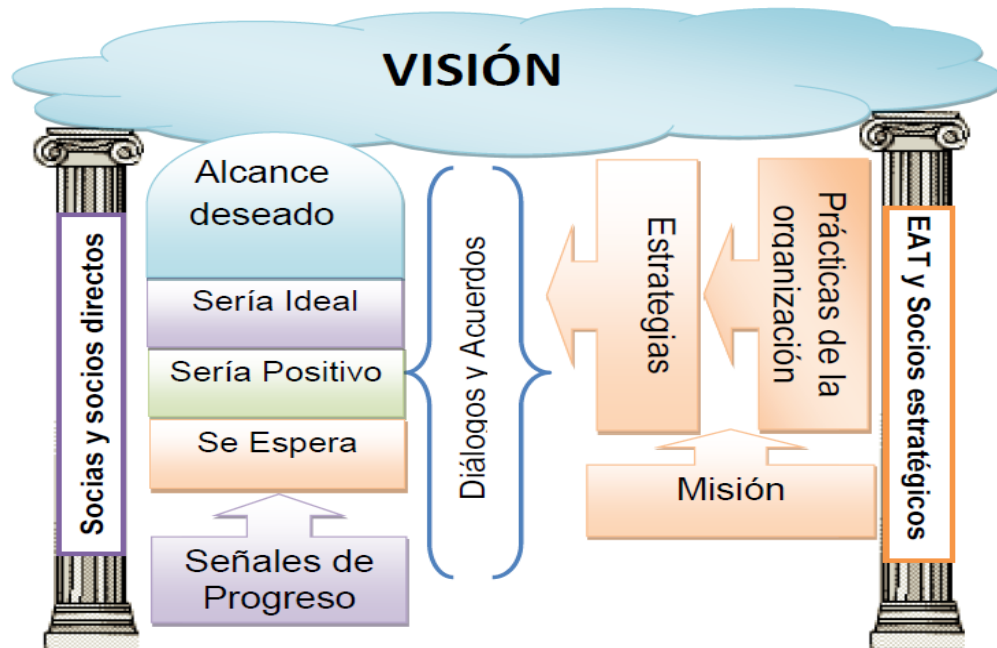 VISIÓN
Socias y socios directos
Alcance
deseado
Sería Ideal
Sería Positivo
Se Espera
Señales de
Progreso
Diálogos y Acuerdos
Estrategias
Prácticas de la
organización
Misión
EAT y Socios estratégicos